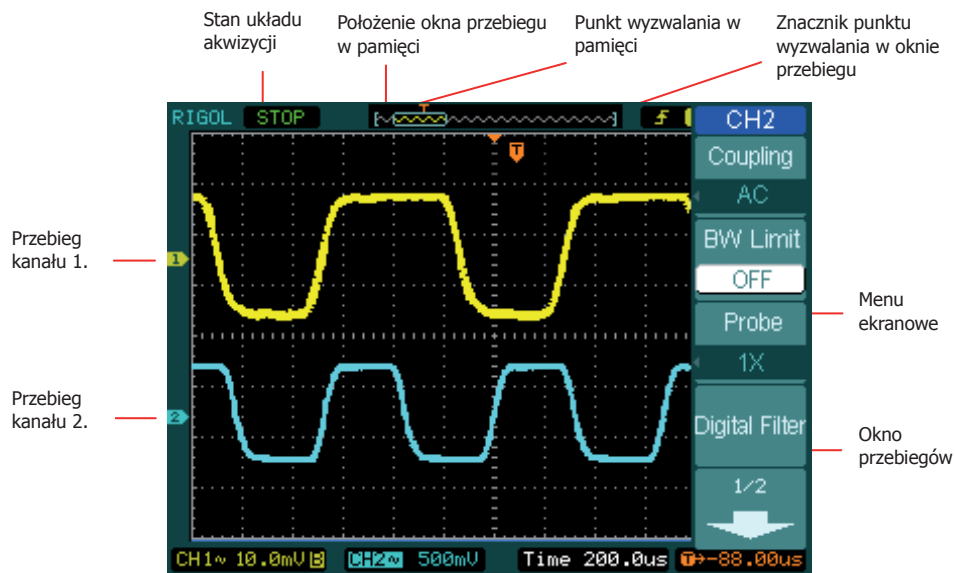 Stan układu
akwizycji
Położenie okna przebiegu
w pamięci
Punkt wyzwalania w
pamięci
Znacznik punktu
wyzwalania w oknie
przebiegu
RIGOL STOP
T
CH2
T
Coupling
AC
BW Limit
OFF
Probe
1X
Digital Filter
1/2
Przebieg
kanału 1.
1
Przebieg
kanału 2.
2
Menu
ekranowe
Okno
przebiegów
CH1~ 10.0mV B CH2~ 500mV Time 200.0us T→-88.00us